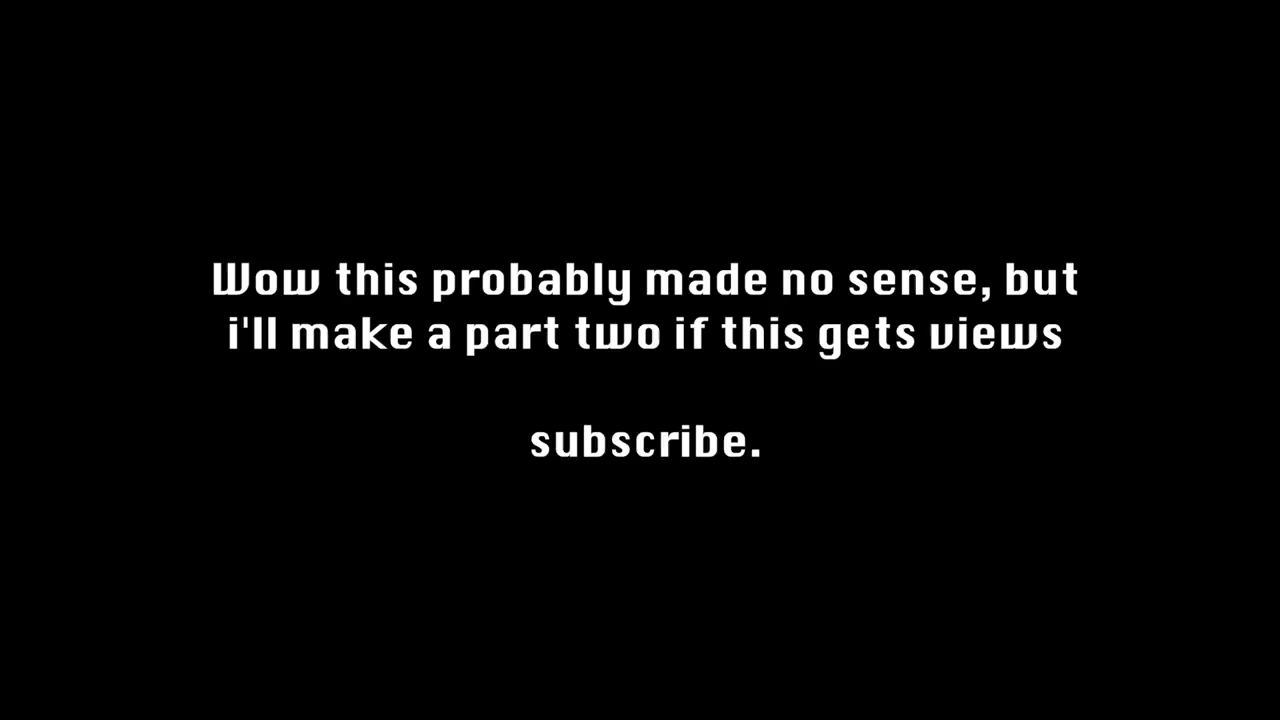 Wow this probably made no sense, but
i'll make a part two if this gets views
subscribe.